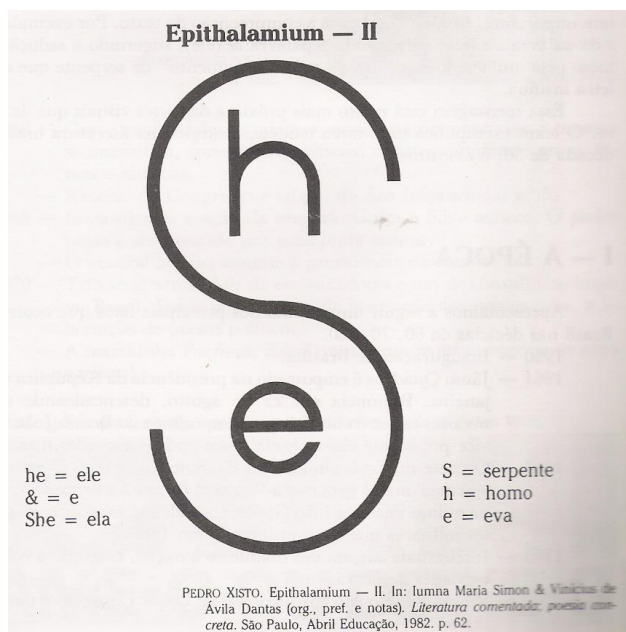 Epithalamium — II
S
h
e
he = ele
& = e
She = ela
S = serpente
h = homo
e = eva
PEDRO XISTO. Epithalamium — II. In: Iumna Maria Simon & Vinicius de
Ávila Dantas (org., pref. e notas). Literatura comentada: poesia con-
creta. São Paulo, Abril Educação, 1982. p. 62.